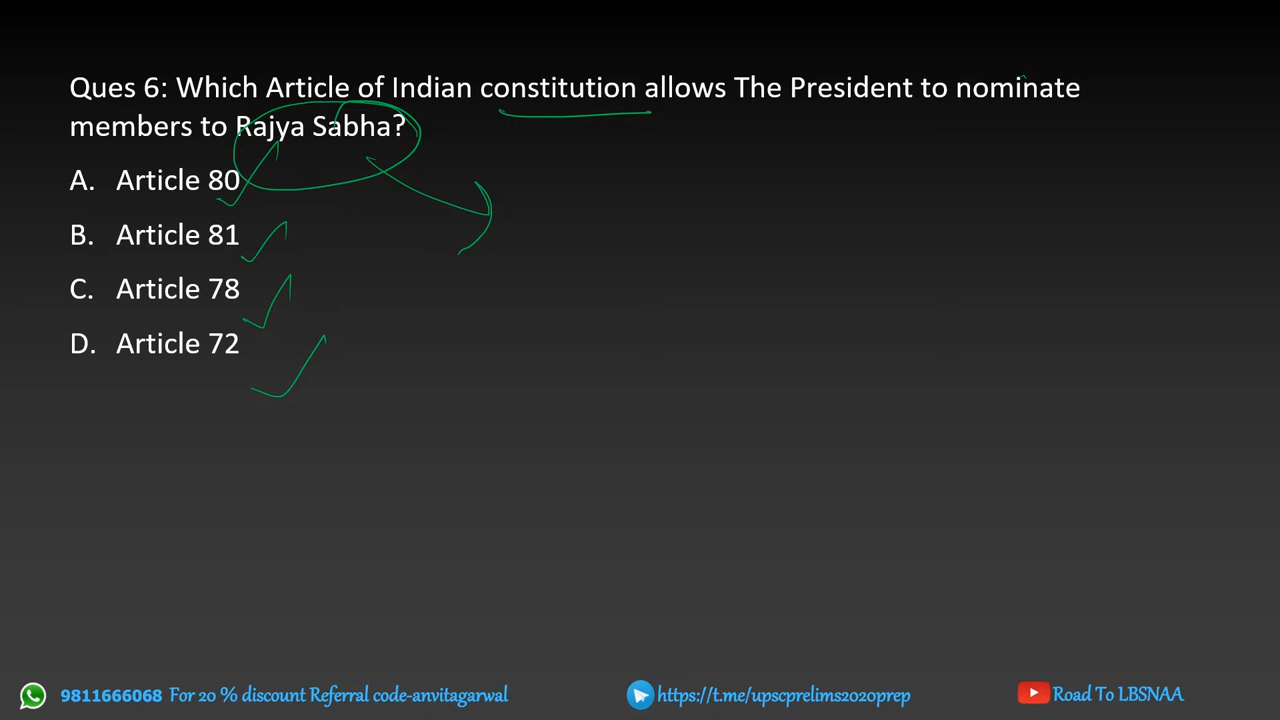 Ques 6: Which Article of Indian constitution allows The President to nominate
members to Rajya Sabha?
A. Article 80
B. Article 81
C. Article 78
D. Article 72
9811666068 For 20 % discount Referral code-anvitagarwal
https://t.me/upscprelims2020prep
Road To LBSNAA